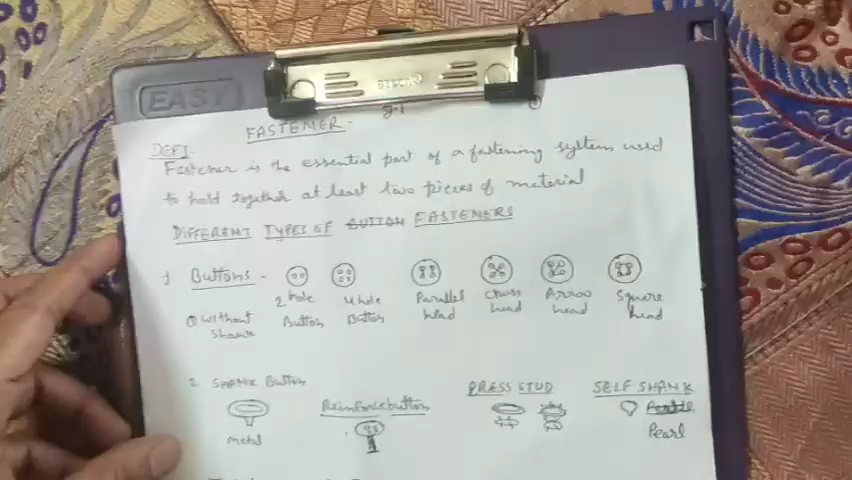 EASY
FASTENER -
DEFI-
Fastener is the essential part of a fastening system used
to hold together at least two pieces of material
DIFFERENT TYPES OF BUTTON FASTENERS
1 Buttons -
① Without Shank
2 hole Button
4 hole Button
Parallel head
Cross head
Arrow head
Square head
2 SHANK Button
Metal
Reinforce button
PRESS STUD
SELF SHANK
Pearl